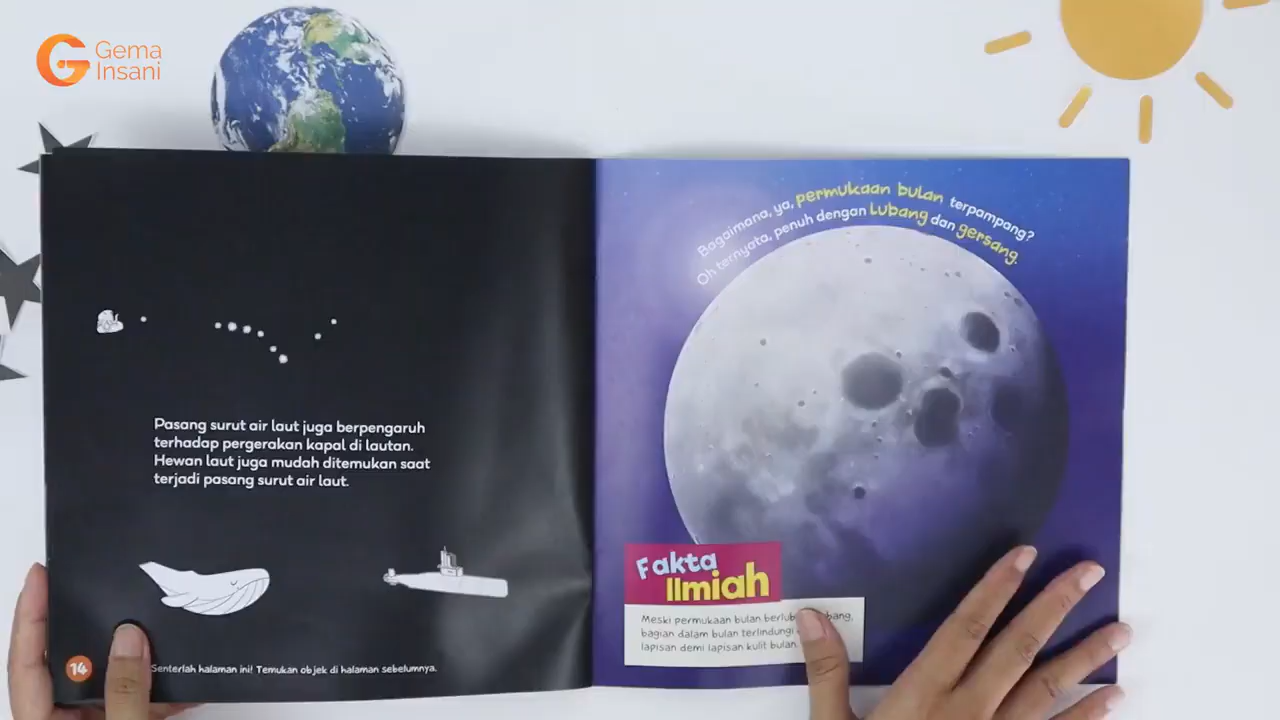 Gema
Insani
Pasang surut air laut juga berpengaruh
terhadap pergerakan kapal di lautan.
Hewan laut juga mudah ditemukan saat
terjadi pasang surut air laut.
14
Senterlah halaman ini! Temukan objek di halaman sebelumnya.
Bagaimana, ya, permukaan bulan terpampang?
Oh ternyata, penuh dengan lubang dan gersang.
Fakta
Ilmiah
Meski permukaan bulan
bagian dalam bulan terlindungi
lapisan demi lapisan kulit bulan.